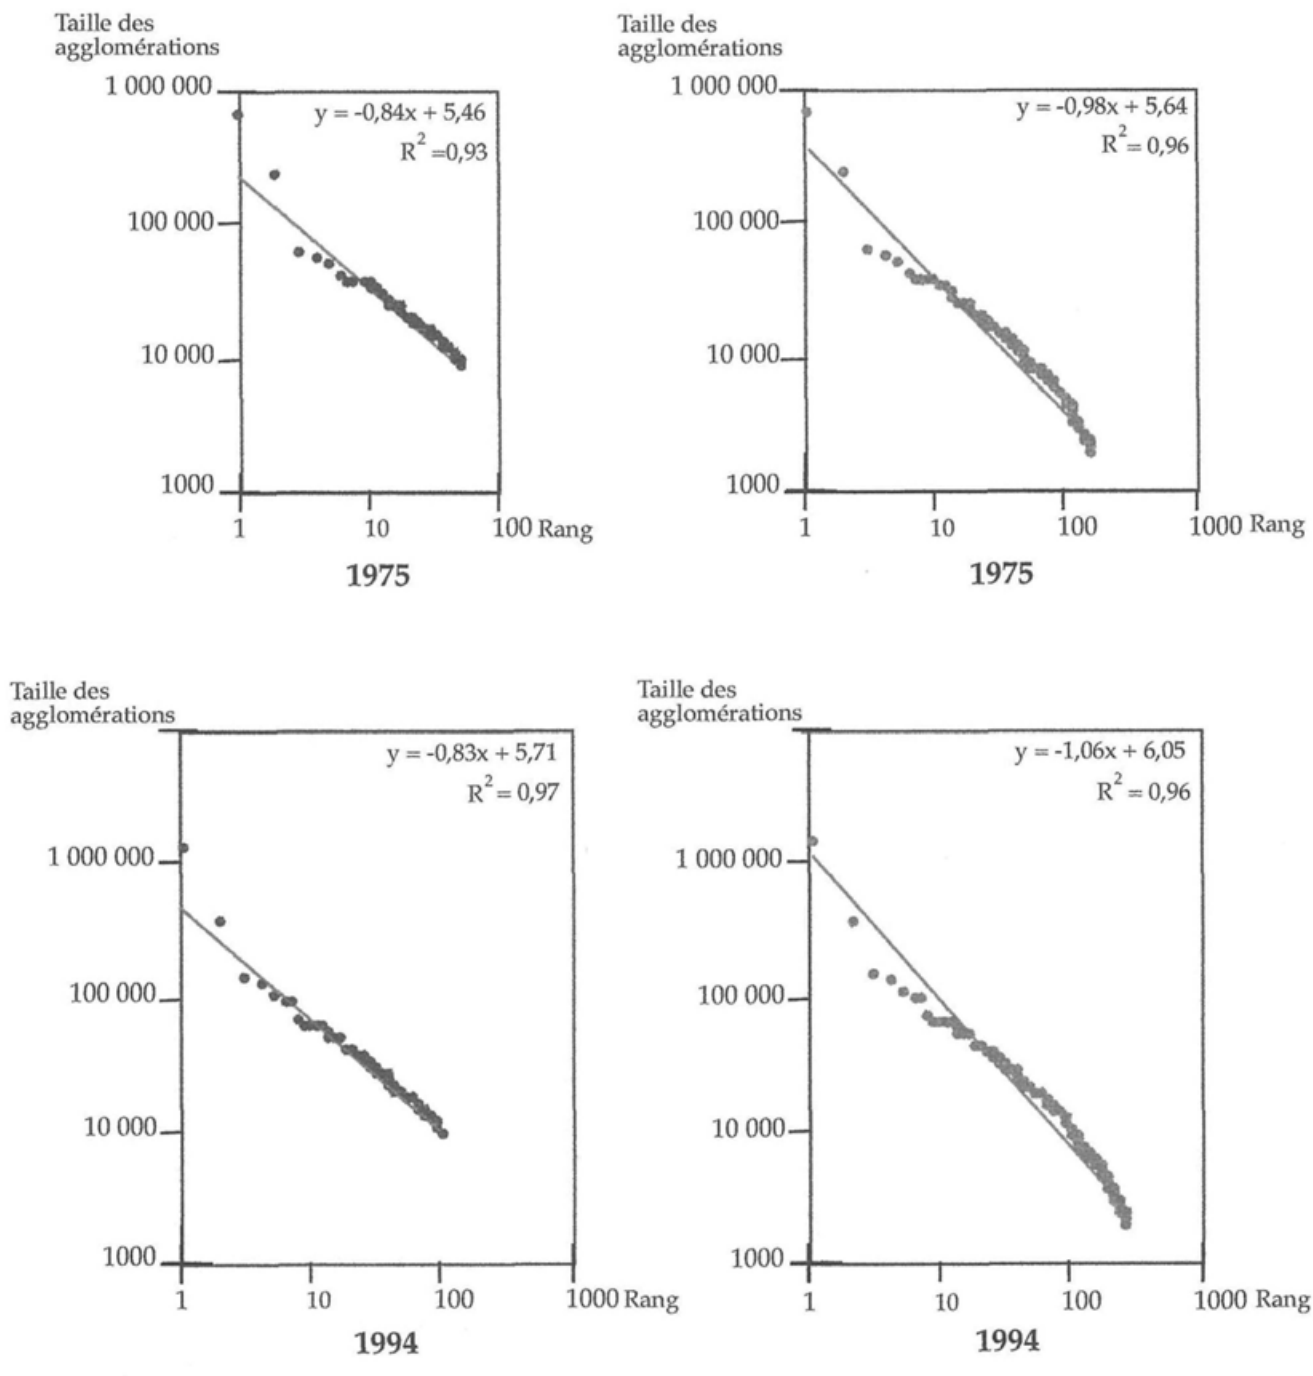 Taille des
agglomérations
1 000 000
y = -0,84x + 5,46
R2 =0,93
100 000
10 000
1000
1 10 100 Rang
1975
Taille des
agglomérations
1 000 000
y = -0,98x + 5,64
R2= 0,96
100 000
10 000
1000
1 10 100 1000 Rang
1975
Taille des
agglomérations
y = -0,83x + 5,71
R2= 0,97
1 000 000
100 000
10 000
1000
1 10 100 1000 Rang
1994
Taille des
agglomérations
y = -1,06x + 6,05
R2 = 0,96
1 000 000
100 000
10 000
1000
1 10 100 1000 Rang
1994